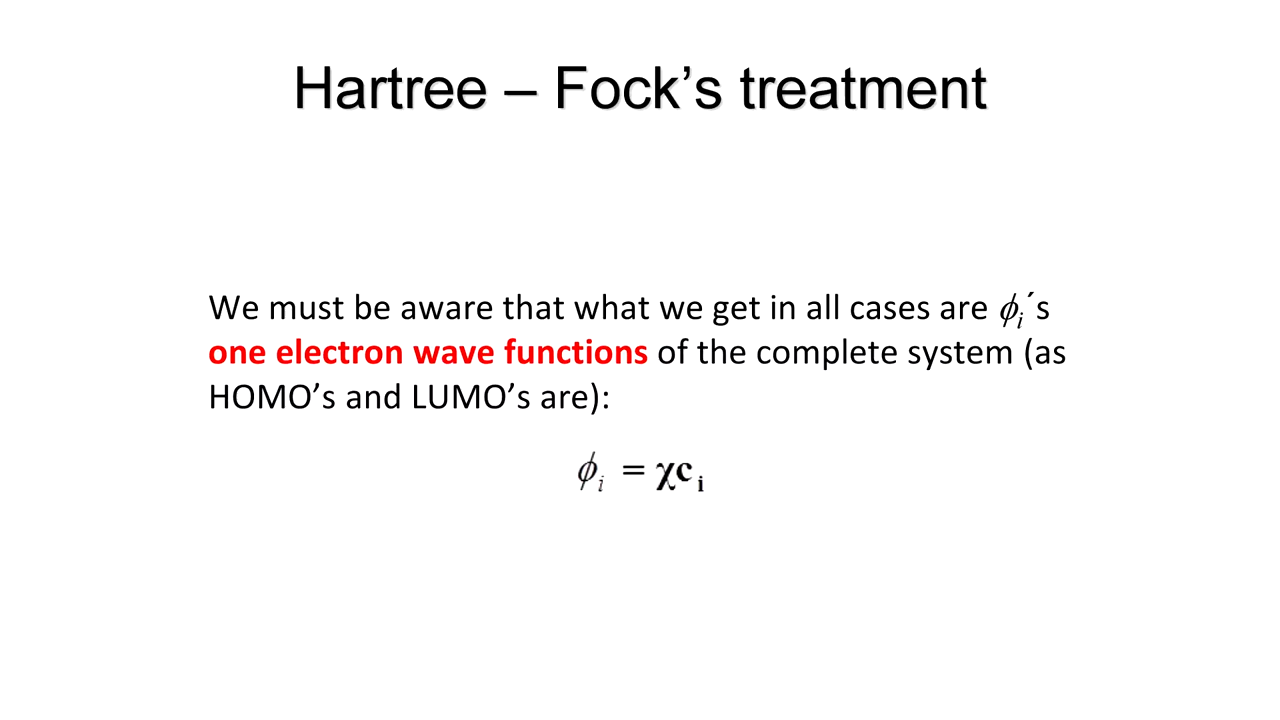 Hartree – Fock’s treatment
We must be aware that what we get in all cases are ϕi´s
one electron wave functions of the complete system (as
HOMO’s and LUMO’s are):
ϕi = χci